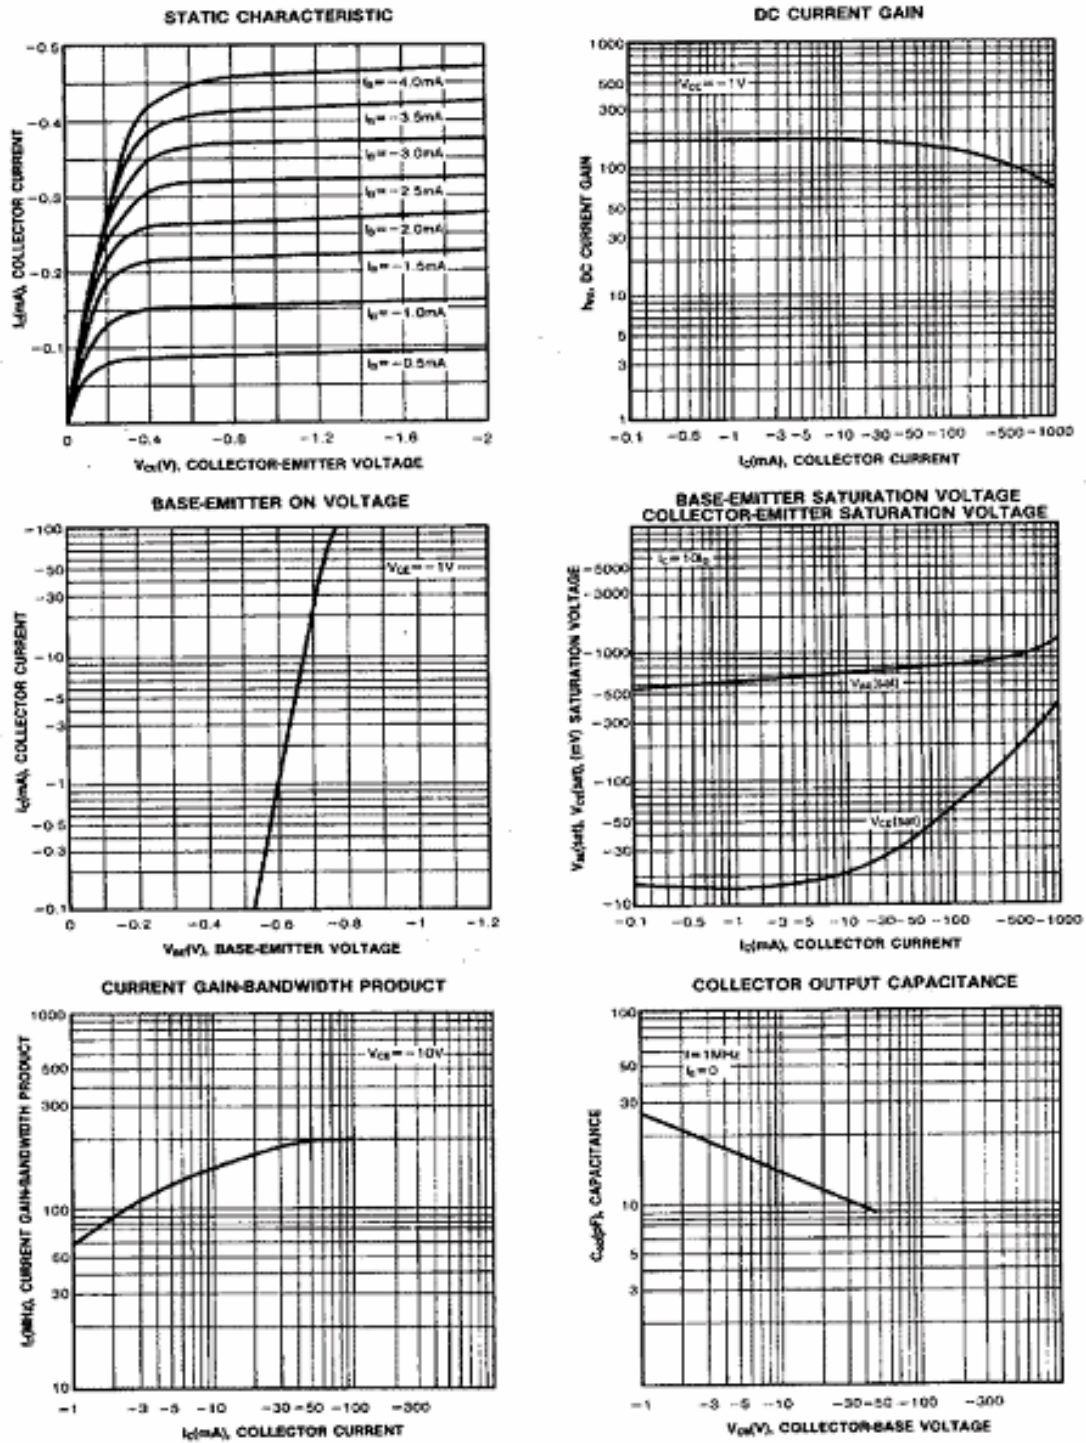 STATIC CHARACTERISTIC
-0.5
-0.4
-0.3
-0.2
-0.1
0
-0.4
-0.8
-1.2
-1.6
-2
IB=-4.0mA
IB=-3.5mA
IB=-3.0mA
IB=-2.5mA
IB=-2.0mA
IB=-1.5mA
IB=-1.0mA
IB=-0.5mA
IC(mA), COLLECTOR CURRENT
VCE(V), COLLECTOR-EMITTER VOLTAGE
DC CURRENT GAIN
1000
500
300
100
50
30
10
5
3
1
VCE=-1V
hFE, DC CURRENT GAIN
-0.1 -0.5 -1 -3 -5 -10 -30 -50 -100 -500 -1000
IC(mA), COLLECTOR CURRENT
BASE-EMITTER ON VOLTAGE
-100
-50
-30
-10
-5
-3
-1
-0.5
-0.3
-0.1
VCE=-1V
IC(mA), COLLECTOR CURRENT
0 -0.2 -0.4 -0.6 -0.8 -1 -1.2
VBE(V), BASE-EMITTER VOLTAGE
BASE-EMITTER SATURATION VOLTAGE
COLLECTOR-EMITTER SATURATION VOLTAGE
-5000
-3000
-1000
-500
-300
-100
-50
-30
-10
IC=10IB
VBE(sat)
VCE(sat)
VBE(sat), VCE(sat), (mV) SATURATION VOLTAGE
-0.1 -0.5 -1 -3 -5 -10 -30 -50 -100 -500 -1000
IC(mA), COLLECTOR CURRENT
CURRENT GAIN-BANDWIDTH PRODUCT
1000
500
300
100
50
30
10
VCE=-10V
CURRENT GAIN-BANDWIDTH PRODUCT
-1 -3 -5 -10 -30 -50 -100 -300
IC(mA), COLLECTOR CURRENT
COLLECTOR OUTPUT CAPACITANCE
100
50
30
10
5
3
f=1MHz
IE=0
CAPACITANCE
-1 -3 -5 -10 -30 -50 -100 -300
VCB(V), COLLECTOR-BASE VOLTAGE